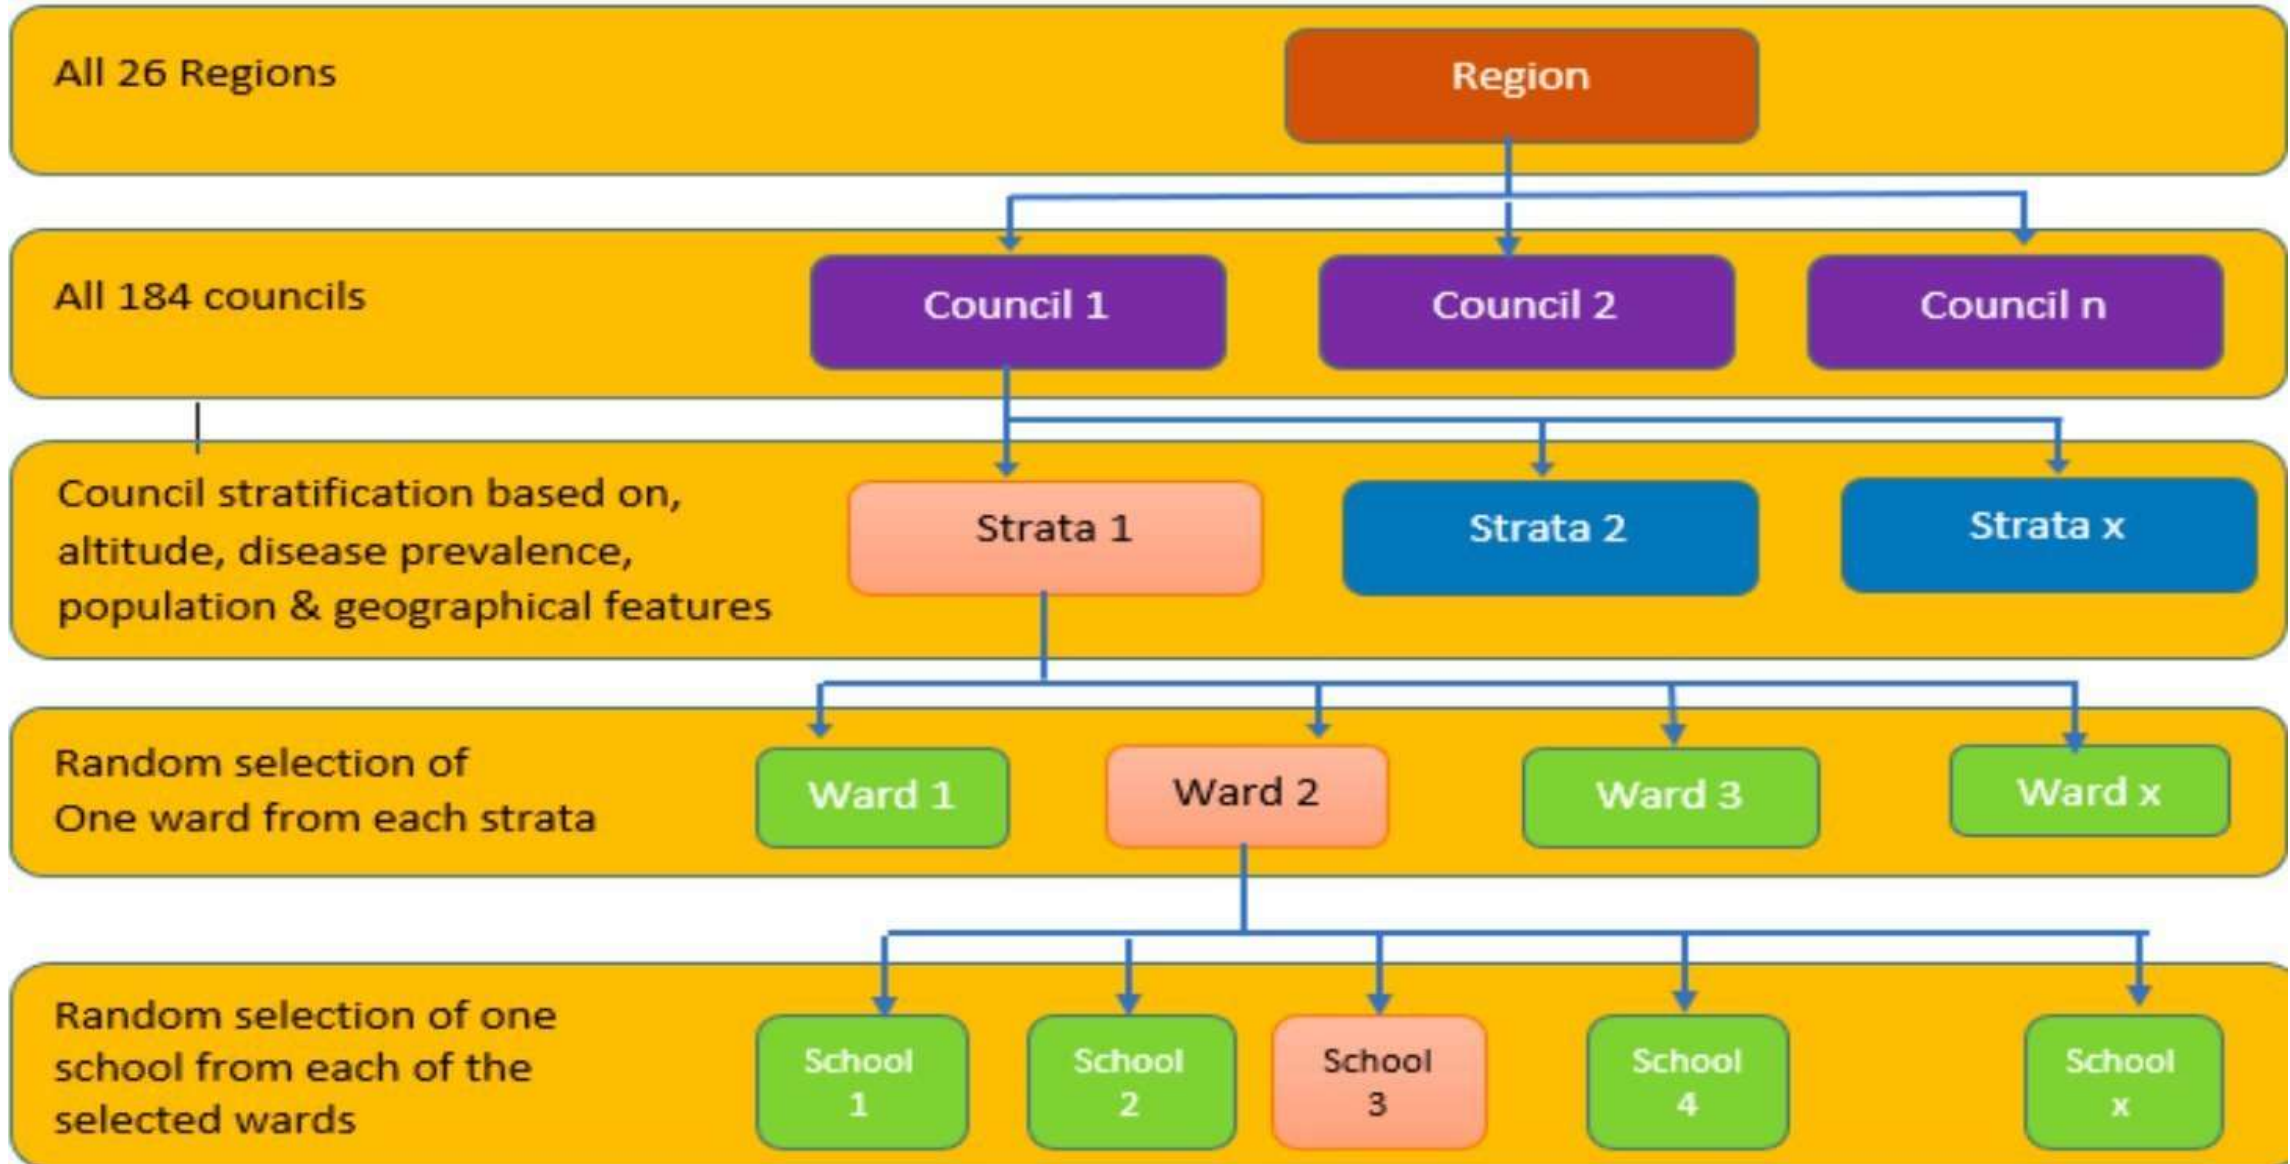 All 26 Regions
Region
All 184 councils
Council 1
Council 2
Council n
Council stratification based on,
altitude, disease prevalence,
population & geographical features
Strata 1
Strata 2
Strata x
Random selection of
One ward from each strata
Ward 1
Ward 2
Ward 3
Ward x
Random selection of one
school from each of the
selected wards
School
1
School
2
School
3
School
4
School
x